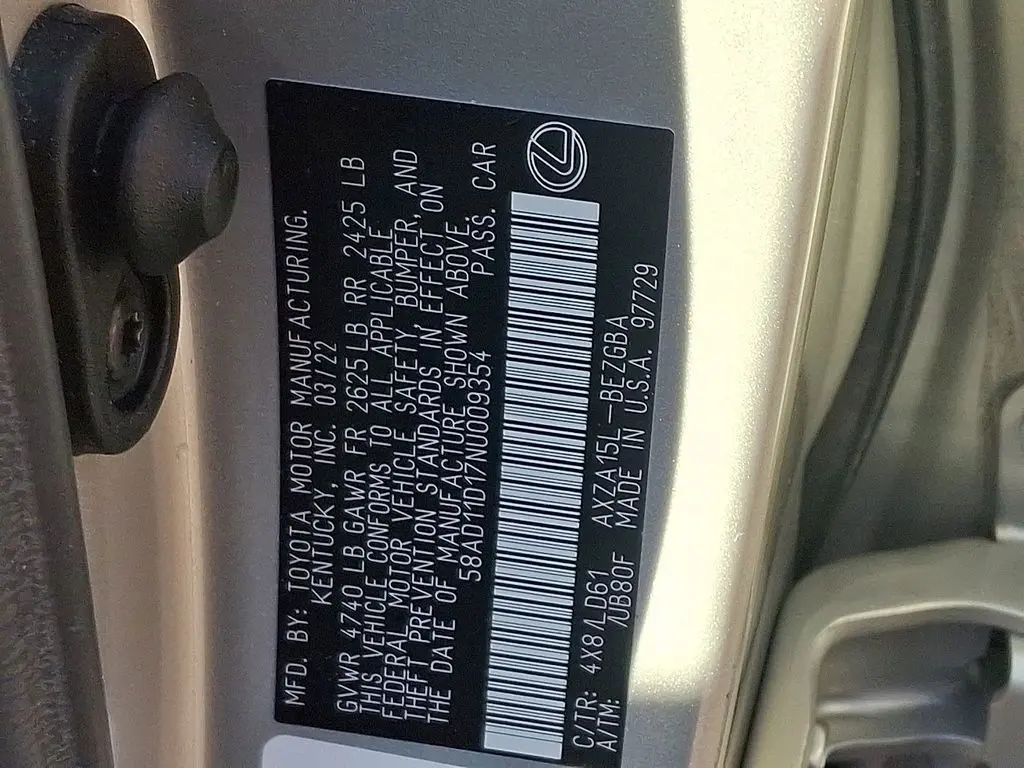 MFD. BY: TOYOTA MOTOR MANUFACTURING.
KENTUCKY, INC. 03/22
GVWR 4740 LB GAWR FR 2625 LB RR 2425 LB
THIS VEHICLE CONFORMS TO ALL APPLICABLE
FEDERAL MOTOR VEHICLE SAFETY, BUMPER, AND
THEFT PREVENTION STANDARDS IN EFFECT ON
THE DATE OF MANUFACTURE SHOWN ABOVE.
58AD11D17NU009354 PASS. CAR
C/TR: 4X8/LD61 AXZA15L-BEZGBA
A/TM: UB80F MADE IN U.S.A. 97729